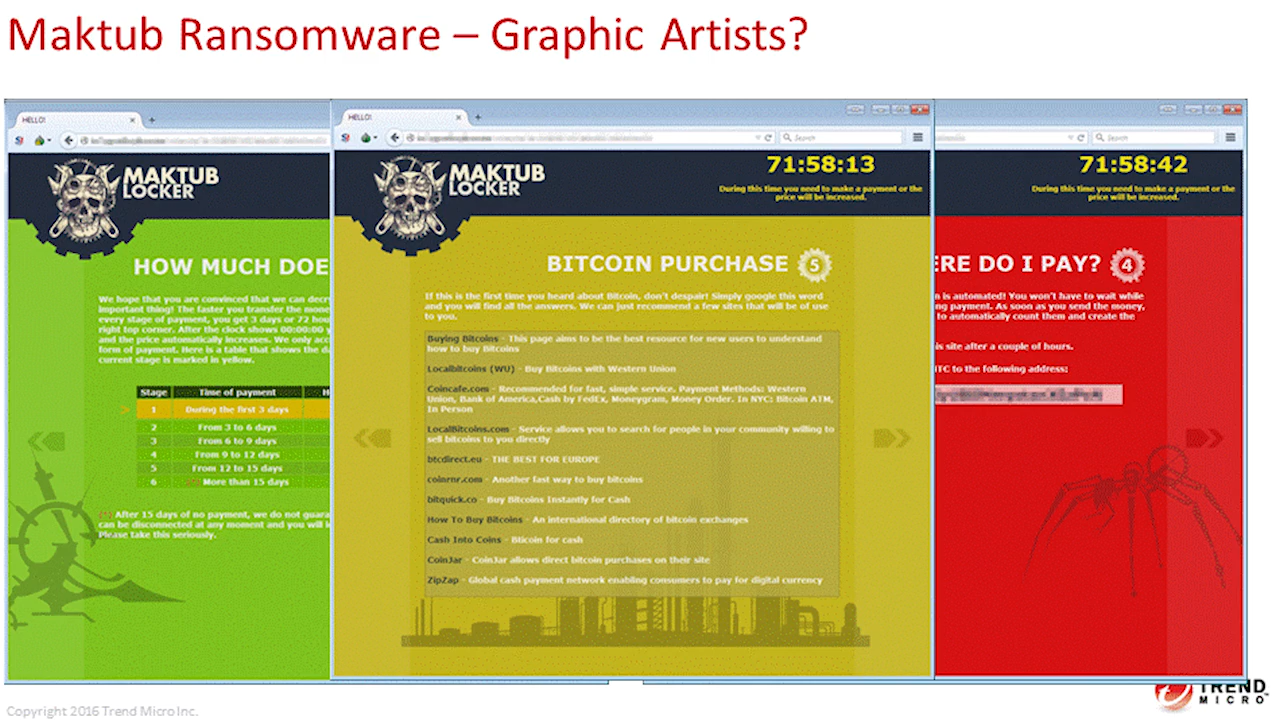 Maktub Ransomware – Graphic Artists?
HELLO!
MAKTUB
LOCKER
HOW MUCH DOE
We hope that you are convinced that we can decry
important thing! The faster you transfer the mone
every stage of payment, you get 3 days or 72 hou
right top corner. After the clock shows 00:00:00 y
and the price automatically increases. We only acc
form of payment. Here is a table that shows the da
current stage is marked in yellow.
Stage Time of payment H
1 During the first 3 days
2 From 3 to 6 days
3 From 6 to 9 days
4 From 9 to 12 days
5 From 12 to 15 days
6 More than 15 days
After 15 days of no payment, we do not guara
can be disconnected at any moment and you will l
Please take this seriously.
HELLO!
Search
MAKTUB
LOCKER
71:58:13
During this time you need to make a payment or the
price will be increased.
BITCOIN PURCHASE 5
If this is the first time you heard about Bitcoin, don't despair! Simply google this word
and you will find all the answers. We can just recommend a few sites that will be of use
to you.
Buying Bitcoins - This page aims to be the best resource for new users to understand
how to buy Bitcoins
Localbitcoins (WU) - Buy Bitcoins with Western Union
Coincafe.com - Recommended for fast, simple service. Payment Methods: Western
Union, Bank of America,Cash by FedEx, Moneygram, Money Order. In NYC: Bitcoin ATM,
In Person
LocalBitcoins.com - Service allows you to search for people in your community willing to
sell bitcoins to you directly
btcdirect.eu - THE BEST FOR EUROPE
coinrnr.com - Another fast way to buy bitcoins
bitquick.co - Buy Bitcoins Instantly for Cash
How To Buy Bitcoins - An international directory of bitcoin exchanges
Cash Into Coins - Bticoin for cash
CoinJar - CoinJar allows direct bitcoin purchases on their site
ZipZap - Global cash payment network enabling consumers to pay for digital currency
Search
71:58:42
During this time you need to make a payment or the
price will be increased.
ERE DO I PAY? 4
n is automated! You won't have to wait while
ng payment. As soon as you send the money,
to automatically count them and create the
is site after a couple of hours.
TC to the following address:
TREND
MICRO
Copyright 2016 Trend Micro Inc.